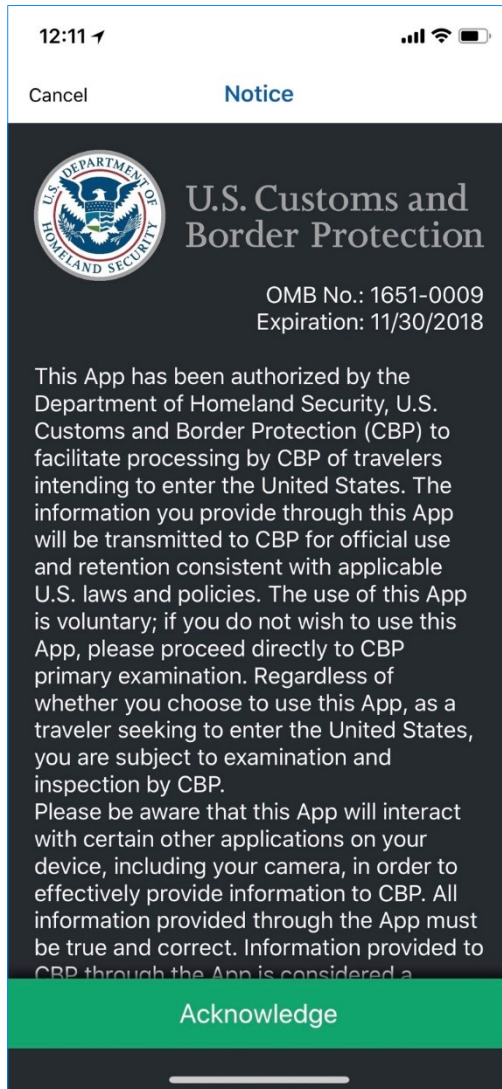 12:11
Cancel
Notice
U.S. DEPARTMENT OF HOMELAND SECURITY
U.S. Customs and
Border Protection
OMB No.: 1651-0009
Expiration: 11/30/2018
This App has been authorized by the
Department of Homeland Security, U.S.
Customs and Border Protection (CBP) to
facilitate processing by CBP of travelers
intending to enter the United States. The
information you provide through this App
will be transmitted to CBP for official use
and retention consistent with applicable
U.S. laws and policies. The use of this App
is voluntary; if you do not wish to use this
App, please proceed directly to CBP
primary examination. Regardless of
whether you choose to use this App, as a
traveler seeking to enter the United States,
you are subject to examination and
inspection by CBP.
Please be aware that this App will interact
with certain other applications on your
device, including your camera, in order to
effectively provide information to CBP. All
information provided through the App must
be true and correct. Information provided to
CBP through the App is considered a
Acknowledge